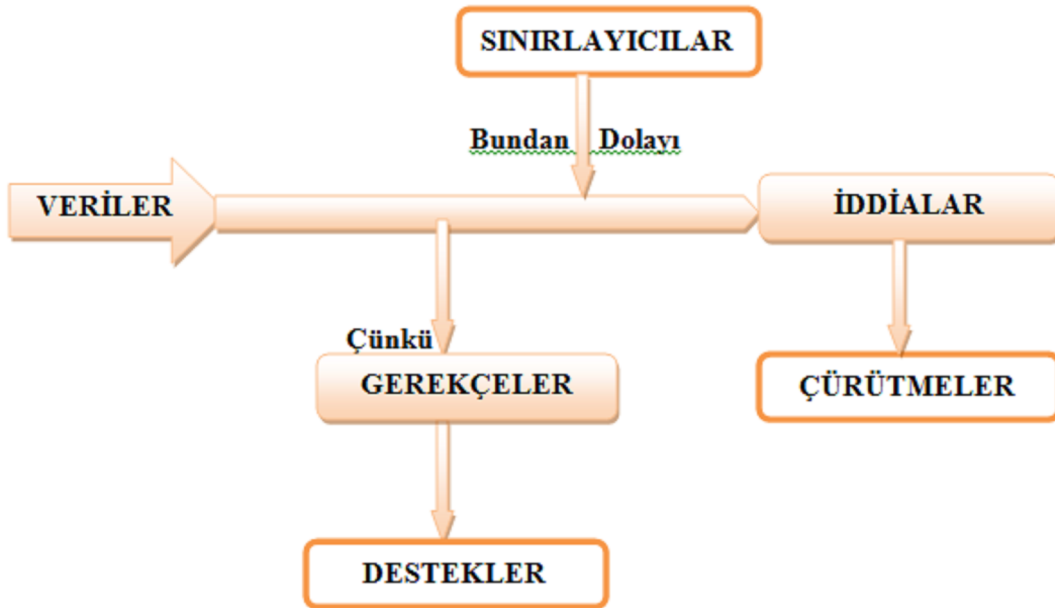 SINIRLAYICILAR
Bundan Dolayı
VERİLER
İDDİALAR
Çünkü
GEREKÇELER
ÇÜRÜTMELER
DESTEKLER